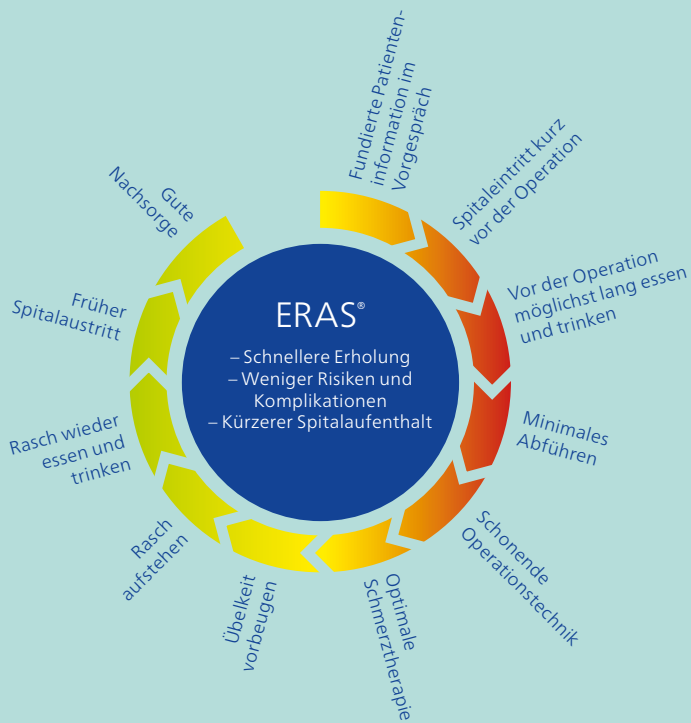 ERAS®
– Schnellere Erholung
– Weniger Risiken und
Komplikationen
– Kürzerer Spitalaufenthalt
Fundierte Patienten-
information im
Vorgespräch
Spitaleintritt kurz
vor der Operation
Vor der Operation
möglichst lang essen
und trinken
Minimales
Abführen
Schonende
Operationstechnik
Optimale
Schmerztherapie
Übelkeit
vorbeugen
Rasch
aufstehen
Rasch wieder
essen und
trinken
Früher
Spitalaustritt
Gute
Nachsorge